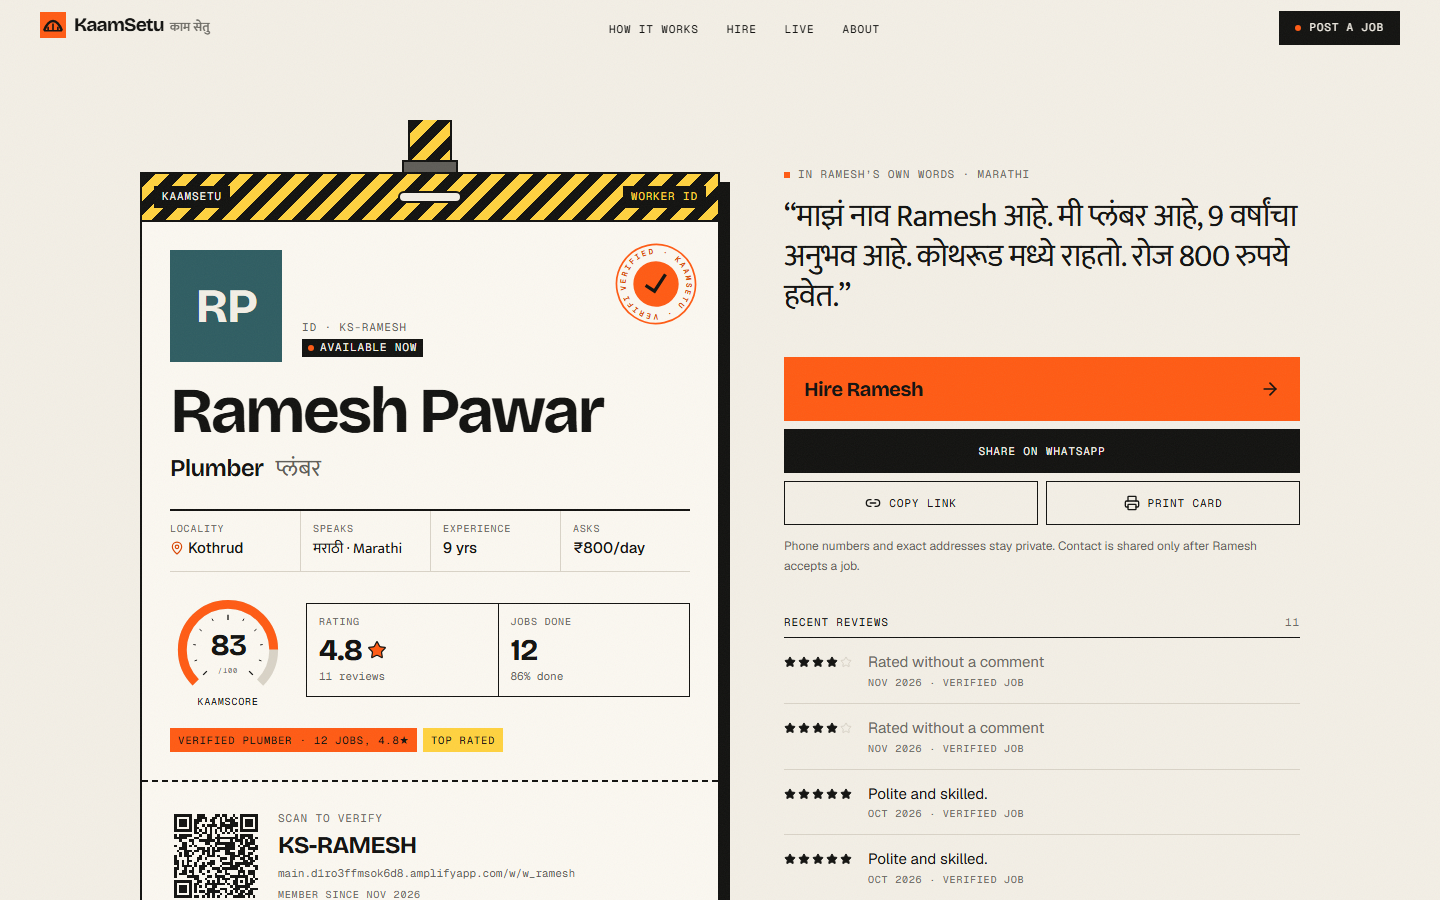 KaamSetu काम सेतु
HOW IT WORKS HIRE LIVE ABOUT
POST A JOB
KAAMSETU
WORKER ID
RP
VERIFIED · KAAMSETU · VERIFI
ID · KS-RAMESH
AVAILABLE NOW
Ramesh Pawar
Plumber प्लंबर
LOCALITY SPEAKS EXPERIENCE ASKS
Kothrud मराठी · Marathi 9 yrs ₹800/day
83
/100
KAAMSCORE
RATING
4.8
11 reviews
JOBS DONE
12
86% done
VERIFIED PLUMBER · 12 JOBS, 4.8★
TOP RATED
SCAN TO VERIFY
KS-RAMESH
main.d1ro3ffmsok6d8.amplifyapp.com/w/w_ramesh
MEMBER SINCE NOV 2026
IN RAMESH'S OWN WORDS · MARATHI
“माझं नाव Ramesh आहे. मी प्लंबर आहे, 9 वर्षांचा
अनुभव आहे. कोथरूड मध्ये राहतो. रोज 800 रुपये
हवेत.”
Hire Ramesh
SHARE ON WHATSAPP
COPY LINK
PRINT CARD
Phone numbers and exact addresses stay private. Contact is shared only after Ramesh
accepts a job.
RECENT REVIEWS 11
Rated without a comment
NOV 2026 · VERIFIED JOB
Rated without a comment
NOV 2026 · VERIFIED JOB
Polite and skilled.
OCT 2026 · VERIFIED JOB
Polite and skilled.
OCT 2026 · VERIFIED JOB